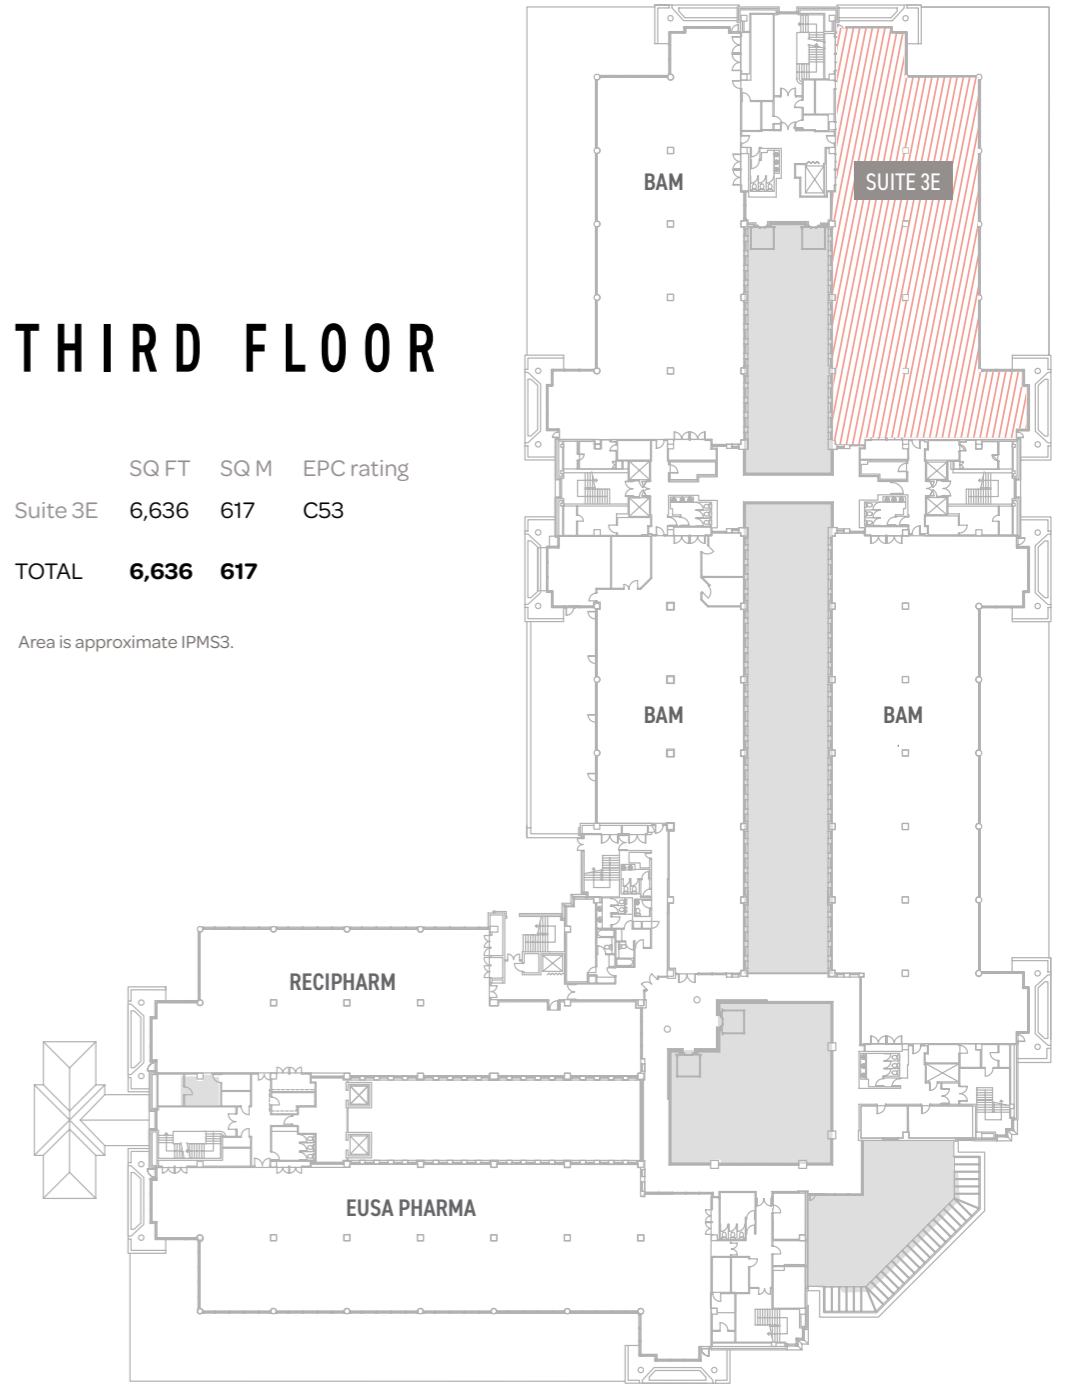 BAM
SUITE 3E
THIRD FLOOR
SQ FT SQ M EPC rating
Suite 3E 6,636 617 C53
TOTAL 6,636 617
Area is approximate IPMS3.
BAM
BAM
RECIPHARM
EUSA PHARMA